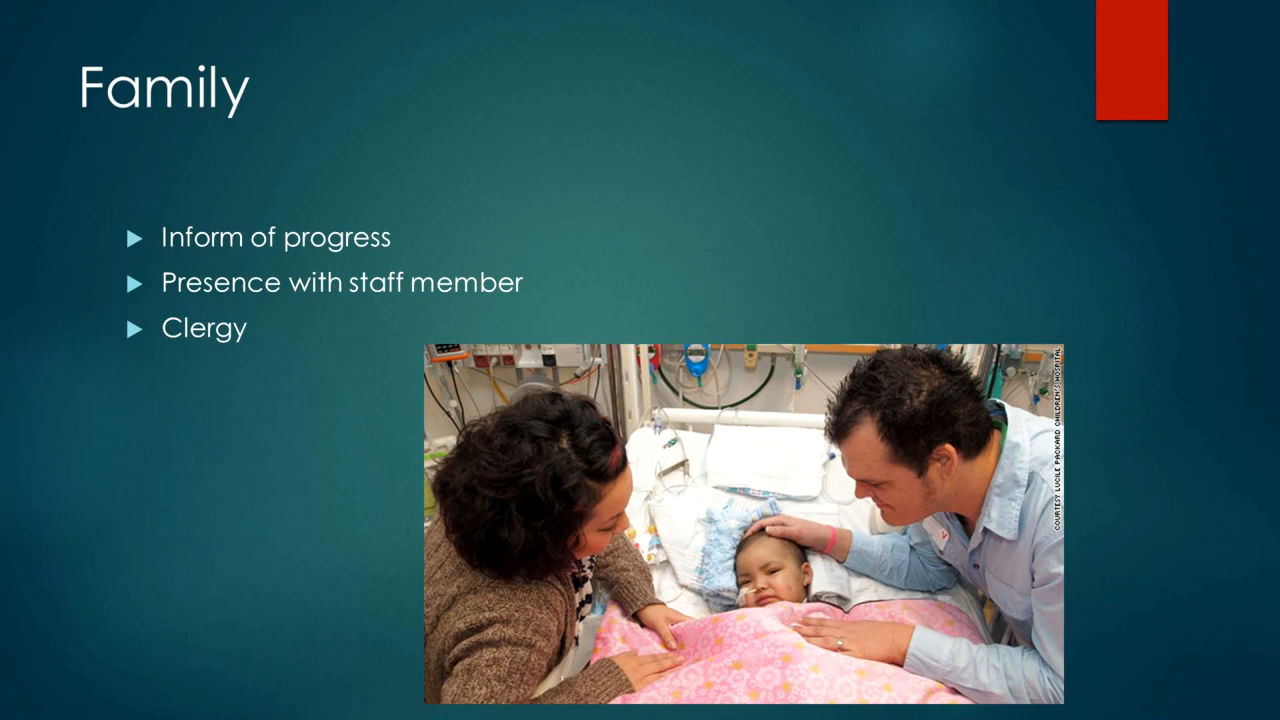 Family
Inform of progress
Presence with staff member
Clergy
COURTESY LUCILE PACKARD CHILDREN'S HOSPITAL